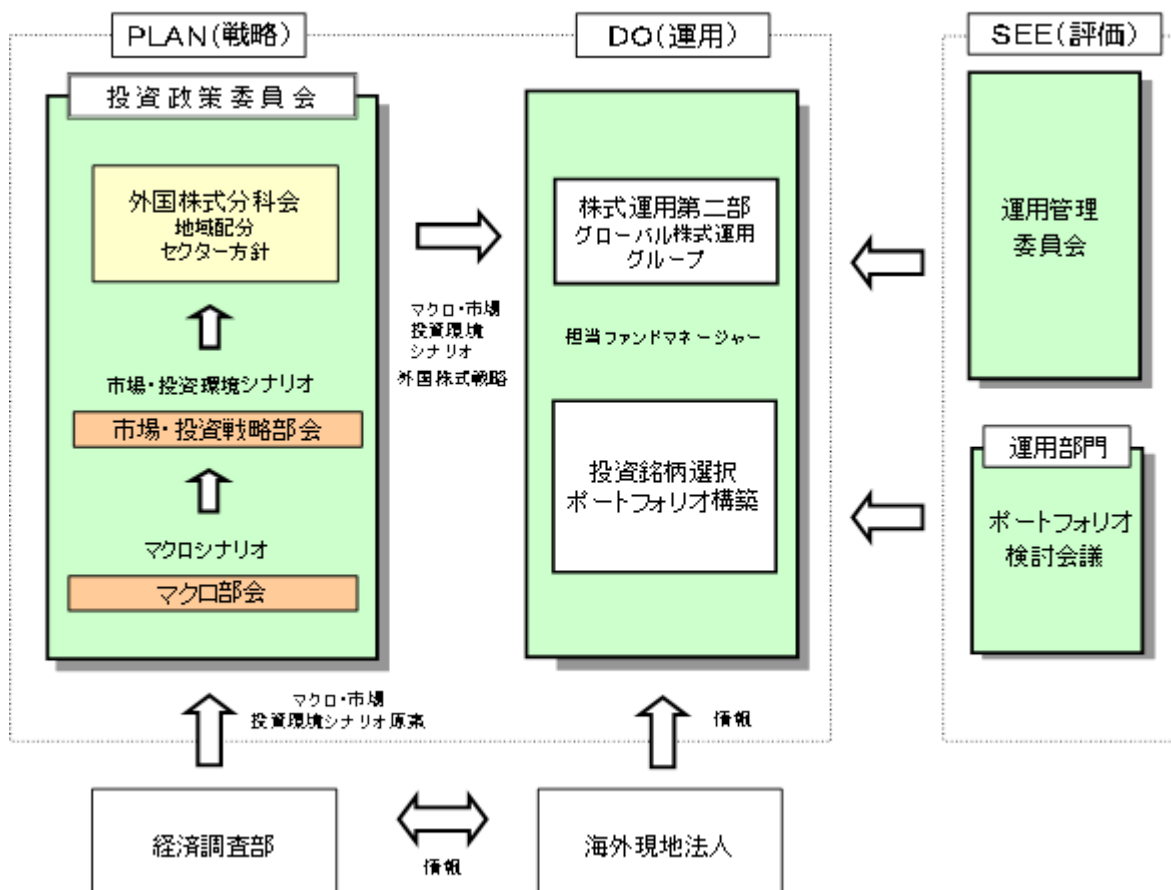 PLAN(戦略)
DO(運用)
SEE(評価)
投資政策委員会
外国株式分科会
地域配分
セクター方針
市場・投資環境シナリオ
市場・投資戦略部会
マクロシナリオ
マクロ部会
マクロ・市場
投資環境
シナリオ
外国株式戦略
株式運用第二部
グローバル株式運用
グループ
担当ファンドマネージャー
投資銘柄選択
ポートフォリオ構築
運用管理
委員会
運用部門
ポートフォリオ
検討会議
マクロ・市場
投資環境シナリオ原案
情報
経済調査部
情報
海外現地法人